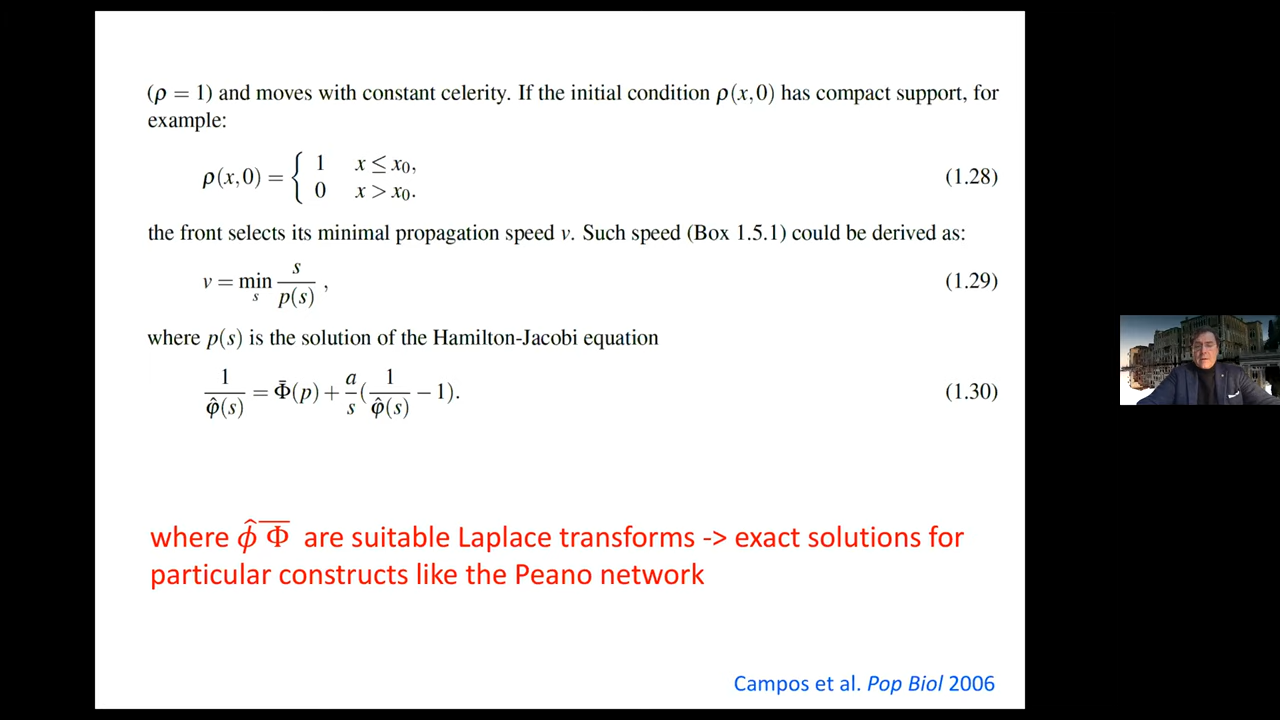 (ρ = 1) and moves with constant celerity. If the initial condition ρ(x,0) has compact support, for
example:
ρ(x,0) = { 1 x ≤ x₀,
0 x > x₀. (1.28)
the front selects its minimal propagation speed v. Such speed (Box 1.5.1) could be derived as:
v = min_s s/p(s) , (1.29)
where p(s) is the solution of the Hamilton-Jacobi equation
1/φ̂(s) = Φ̄(p) + a/s (1/φ̂(s) − 1). (1.30)
where ϕ̂ Φ̅ are suitable Laplace transforms -> exact solutions for
particular constructs like the Peano network
Campos et al. Pop Biol 2006